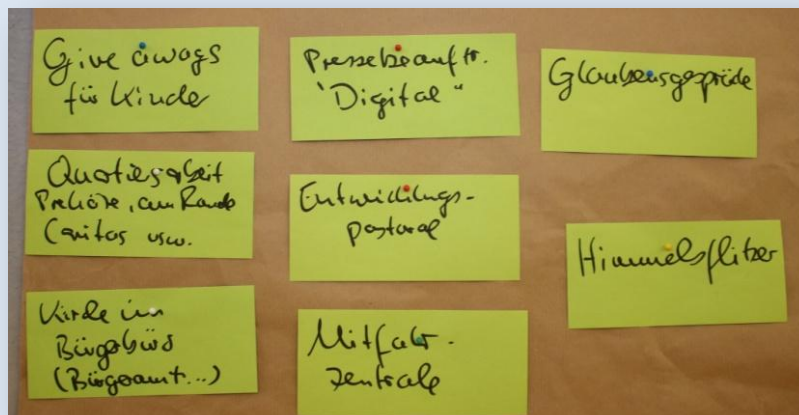 Give aways
für Kinder
Quartiersarbeit
Prekäre, am Rande
Caritas usw.
Kirche im
Bürgerbüro
(Bürgeramt...)
Pressebeauftr.
"Digital"
Entwicklungs-
pastoral
Mitfahr-
zentrale
Glaubensgespräche
Himmelsflitzer